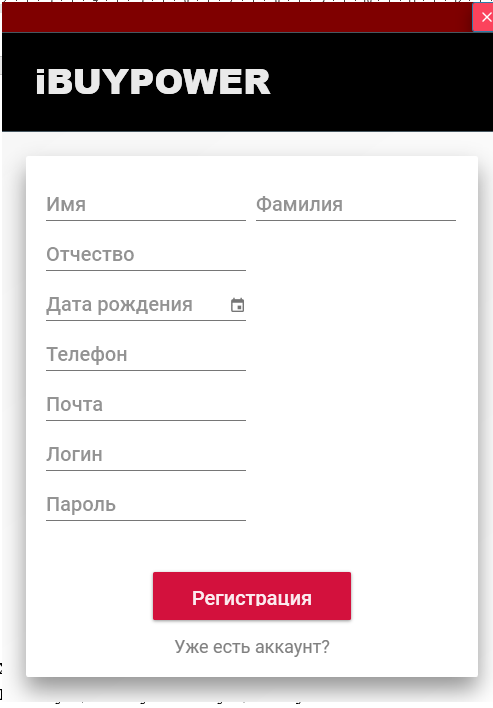 iBUYPOWER
Имя Фамилия
Отчество
Дата рождения
Телефон
Почта
Логин
Пароль
Регистрация
Уже есть аккаунт?